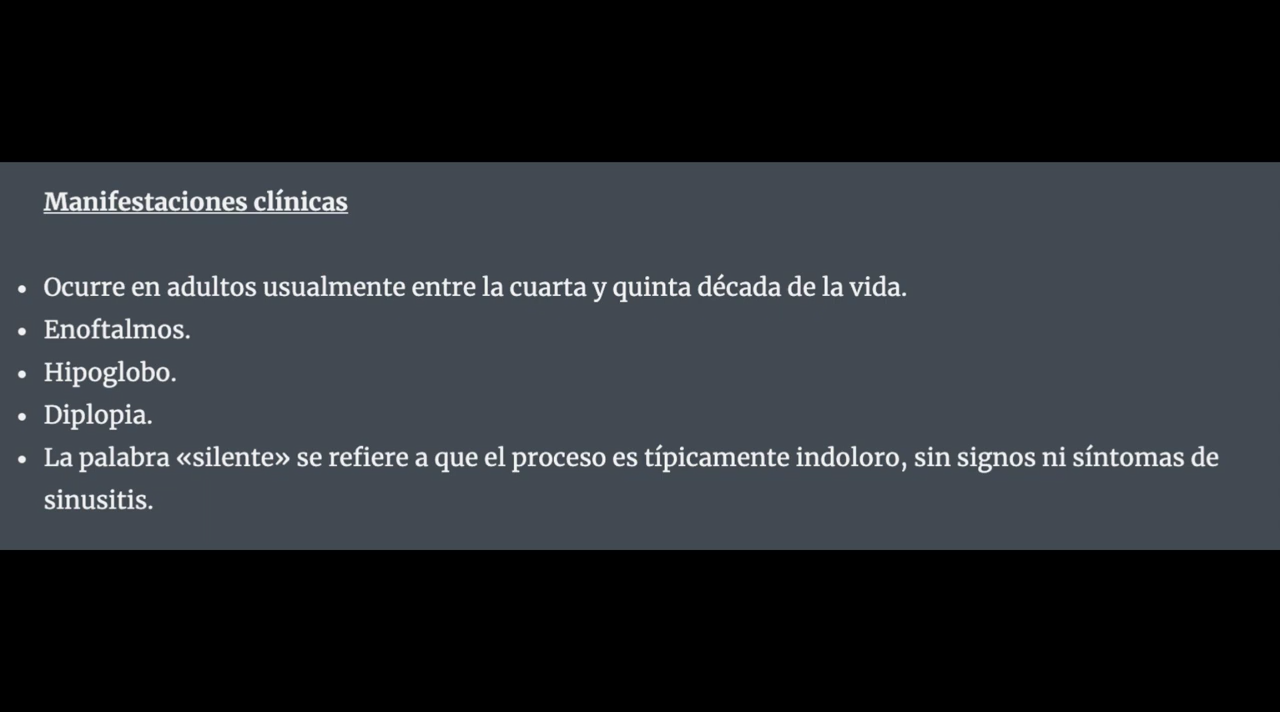 Manifestaciones clínicas
• Ocurre en adultos usualmente entre la cuarta y quinta década de la vida.
• Enoftalmos.
• Hipoglobo.
• Diplopia.
• La palabra «silente» se refiere a que el proceso es típicamente indoloro, sin signos ni síntomas de
sinusitis.